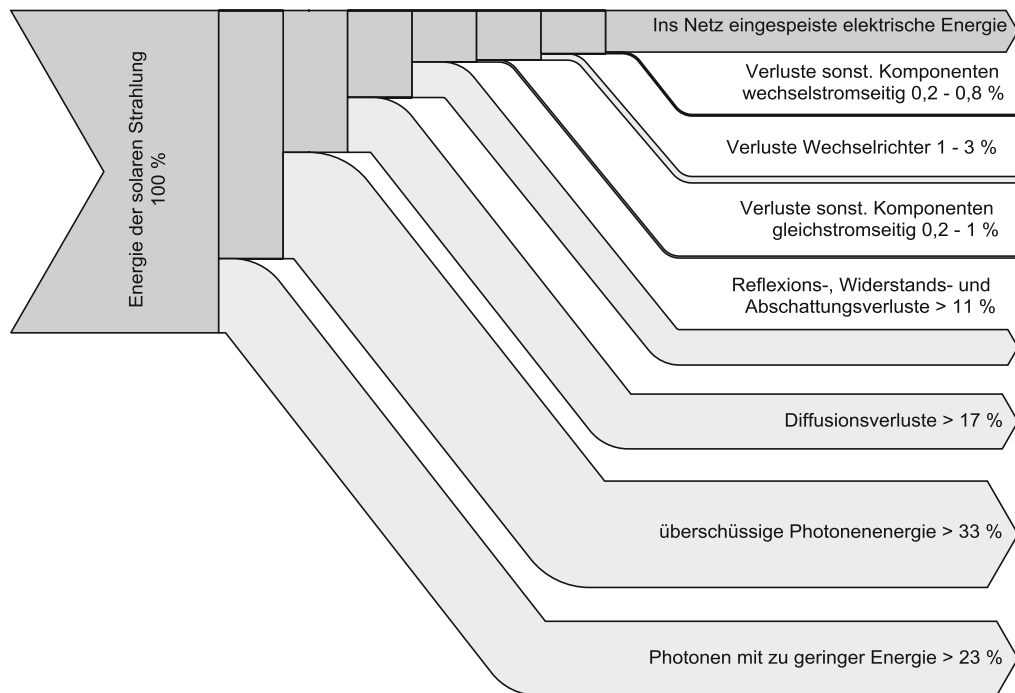 Energie der solaren Strahlung
100 %
Ins Netz eingespeiste elektrische Energie
Verluste sonst. Komponenten
wechselstromseitig 0,2 - 0,8 %
Verluste Wechselrichter 1 - 3 %
Verluste sonst. Komponenten
gleichstromseitig 0,2 - 1 %
Reflexions-, Widerstands- und
Abschattungsverluste > 11 %
Diffusionsverluste > 17 %
überschüssige Photonenenergie > 33 %
Photonen mit zu geringer Energie > 23 %